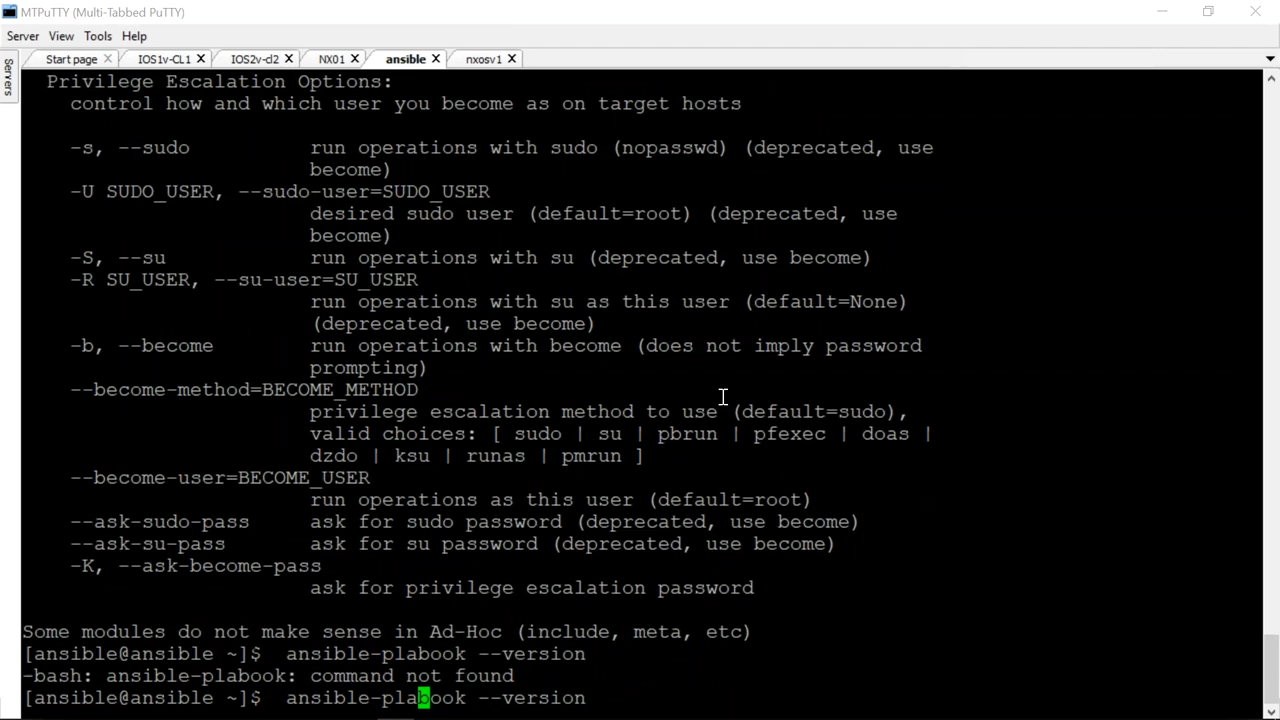 MTPuTTY (Multi-Tabbed PuTTY)
Server View Tools Help
Start page IOS1v-CL1 IOS2v-cl2 NX01 ansible nxosv1
Servers
Privilege Escalation Options:
control how and which user you become as on target hosts
-s, --sudo run operations with sudo (nopasswd) (deprecated, use
become)
-U SUDO_USER, --sudo-user=SUDO_USER
desired sudo user (default=root) (deprecated, use
become)
-S, --su run operations with su (deprecated, use become)
-R SU_USER, --su-user=SU_USER
run operations with su as this user (default=None)
(deprecated, use become)
-b, --become run operations with become (does not imply password
prompting)
--become-method=BECOME_METHOD
privilege escalation method to use (default=sudo),
valid choices: [ sudo | su | pbrun | pfexec | doas |
dzdo | ksu | runas | pmrun ]
--become-user=BECOME_USER
run operations as this user (default=root)
--ask-sudo-pass ask for sudo password (deprecated, use become)
--ask-su-pass ask for su password (deprecated, use become)
-K, --ask-become-pass
ask for privilege escalation password
Some modules do not make sense in Ad-Hoc (include, meta, etc)
[ansible@ansible ~]$ ansible-plabook --version
-bash: ansible-plabook: command not found
[ansible@ansible ~]$ ansible-plabook --version